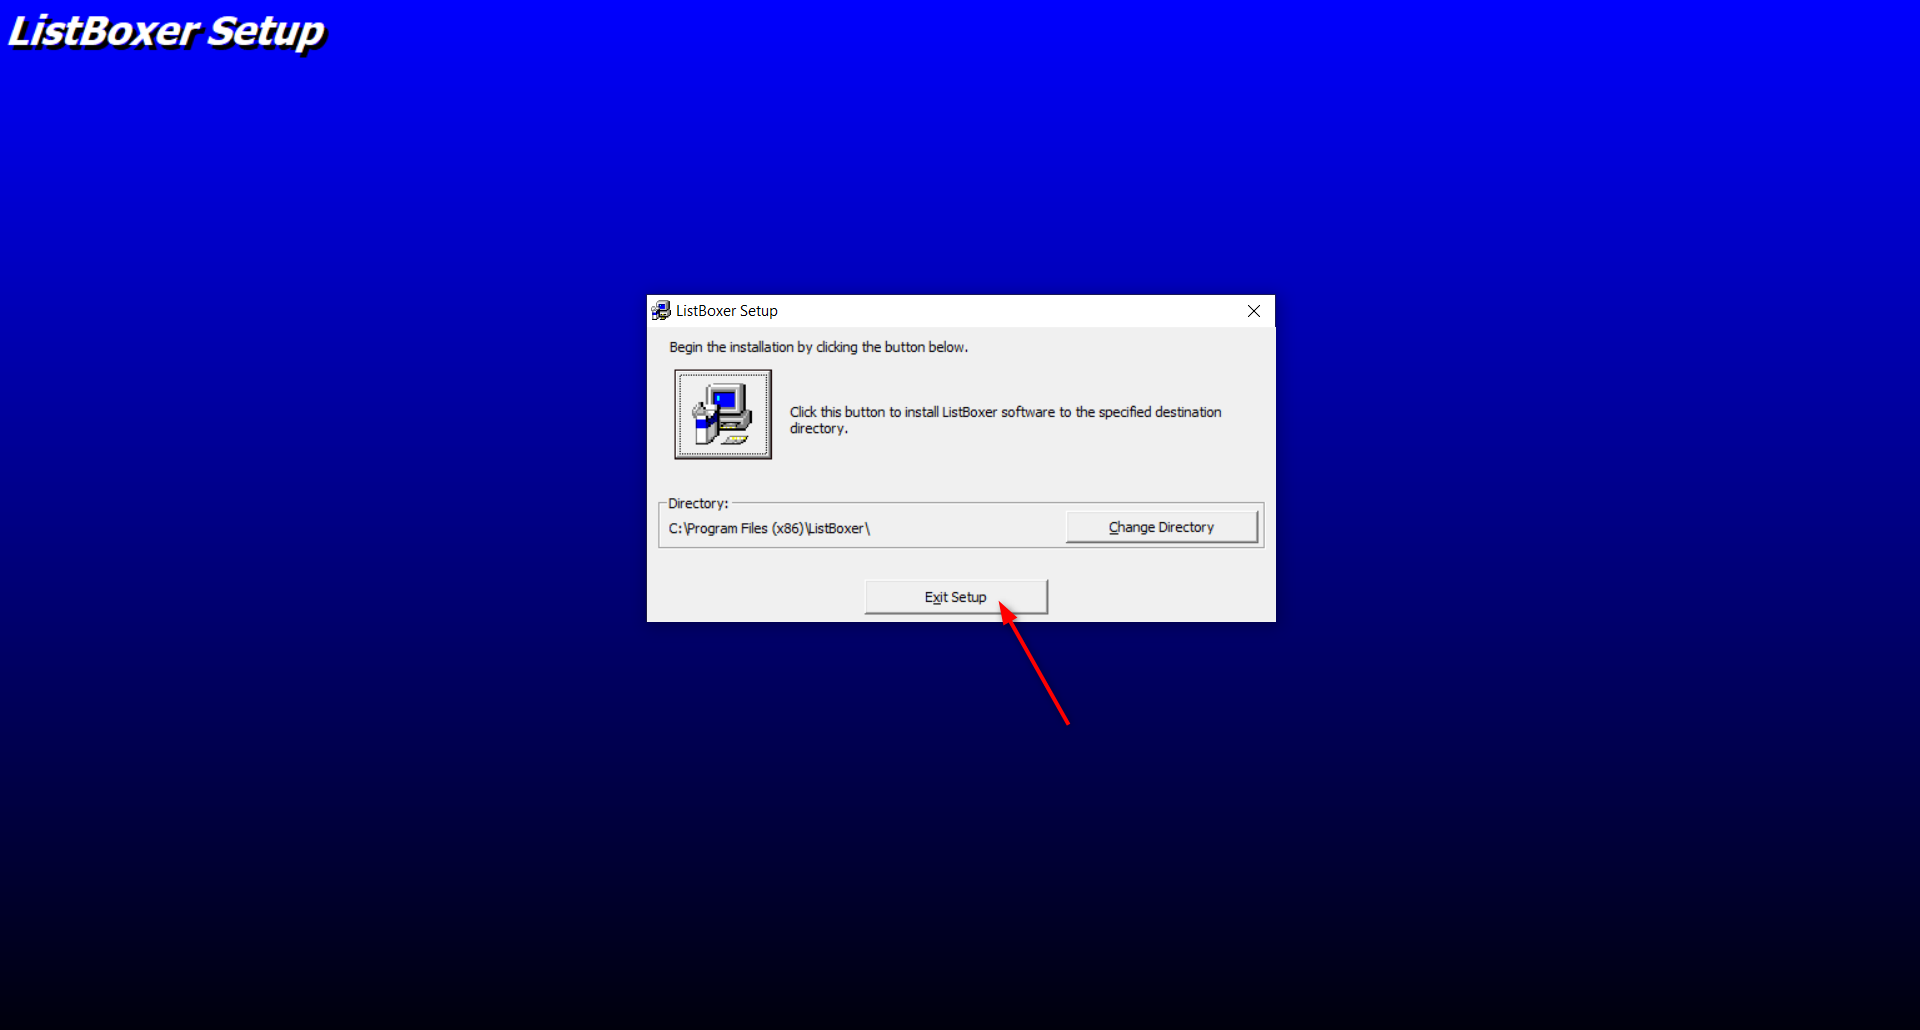 ListBoxer Setup
ListBoxer Setup
Begin the installation by clicking the button below.
Click this button to install ListBoxer software to the specified destination
directory.
Directory:
C:\Program Files (x86)\ListBoxer\
Change Directory
Exit Setup